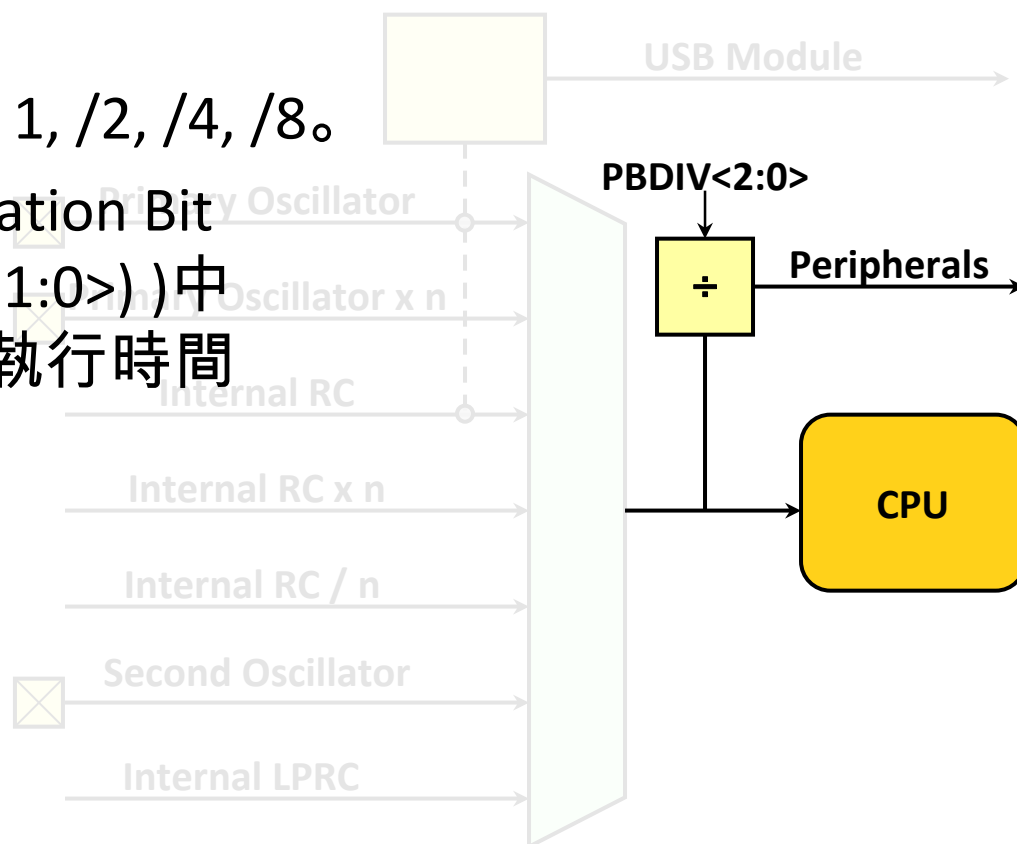 USB Module
1, /2, /4, /8。
PBDIV<2:0>
Primary Oscillator
ation Bit
Peripherals
÷
1:0>) )中
Primary Oscillator x n
執行時間
Internal RC
Internal RC x n
CPU
Internal RC / n
Second Oscillator
Internal LPRC